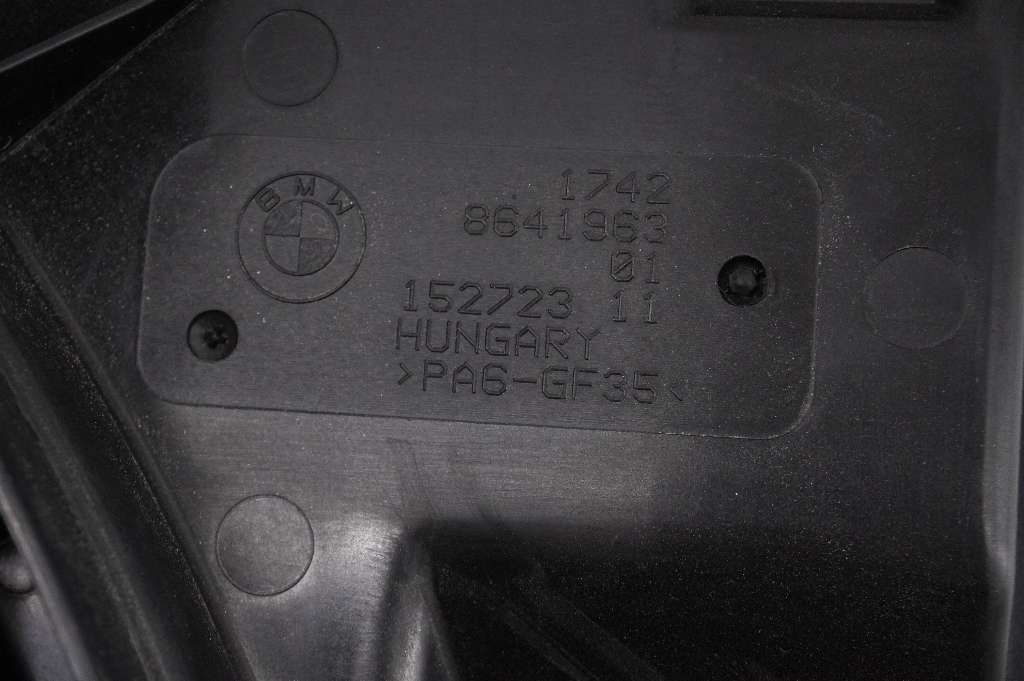 BMW
1742
8641963
01
152723 11
HUNGARY
>PA6-GF35<